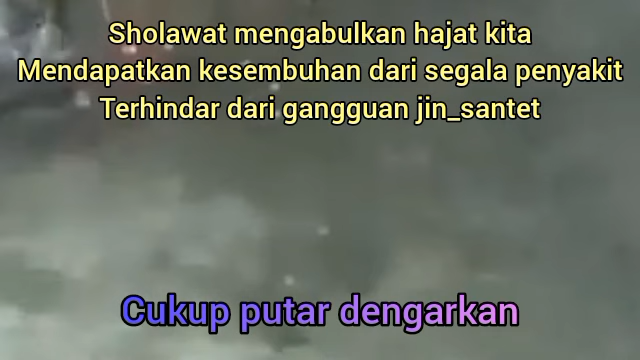 Sholawat mengabulkan hajat kita
Mendapatkan kesembuhan dari segala penyakit
Terhindar dari gangguan jin_santet
Cukup putar dengarkan